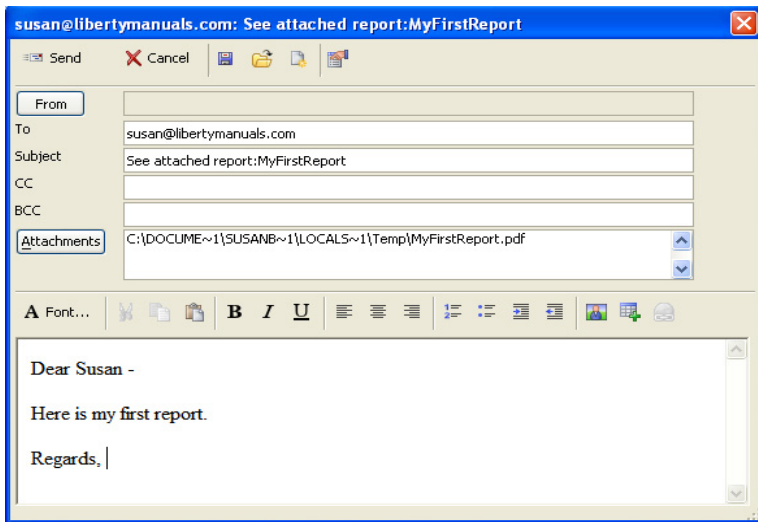 susan@libertymanuals.com: See attached report:MyFirstReport
Send Cancel
From
To susan@libertymanuals.com
Subject See attached report:MyFirstReport
CC
BCC
Attachments C:\DOCUME~1\SUSANB~1\LOCALS~1\Temp\MyFirstReport.pdf
A Font... B I U
Dear Susan -
Here is my first report.
Regards,